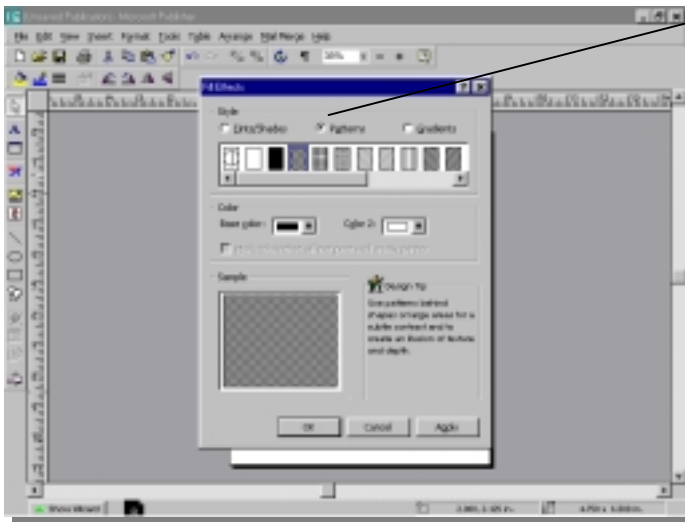 Unsaved Publication - Microsoft Publisher
File Edit View Insert Format Tools Table Arrange Mail Merge Help
30%
Fill Effects
Style
Tints/Shades Patterns Gradients
Color
Base color: Color 2:
Sample
Design Tip
Use patterns behind
shapes or large areas for a
subtle contrast and to
create an illusion of texture
and depth.
OK Cancel Apply
Show Wizard